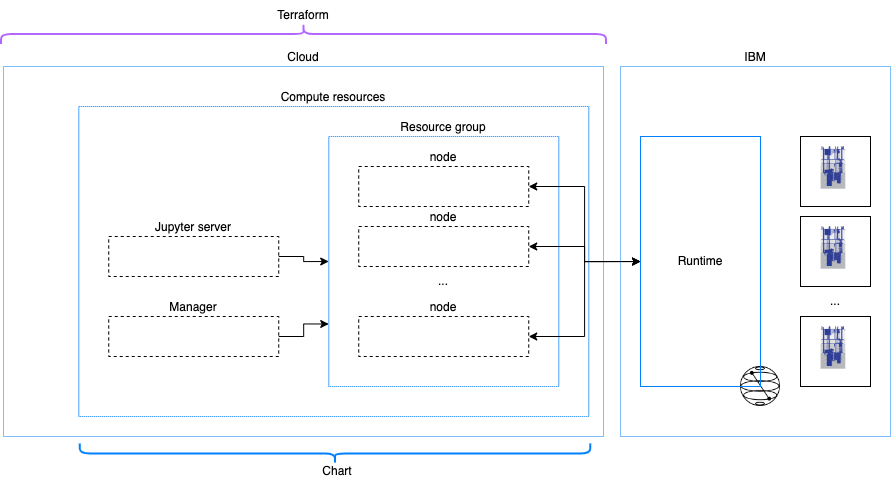 Terraform
Cloud
IBM
Compute resources
Resource group
node
node
Jupyter server
Runtime
...
...
Manager
node
Chart